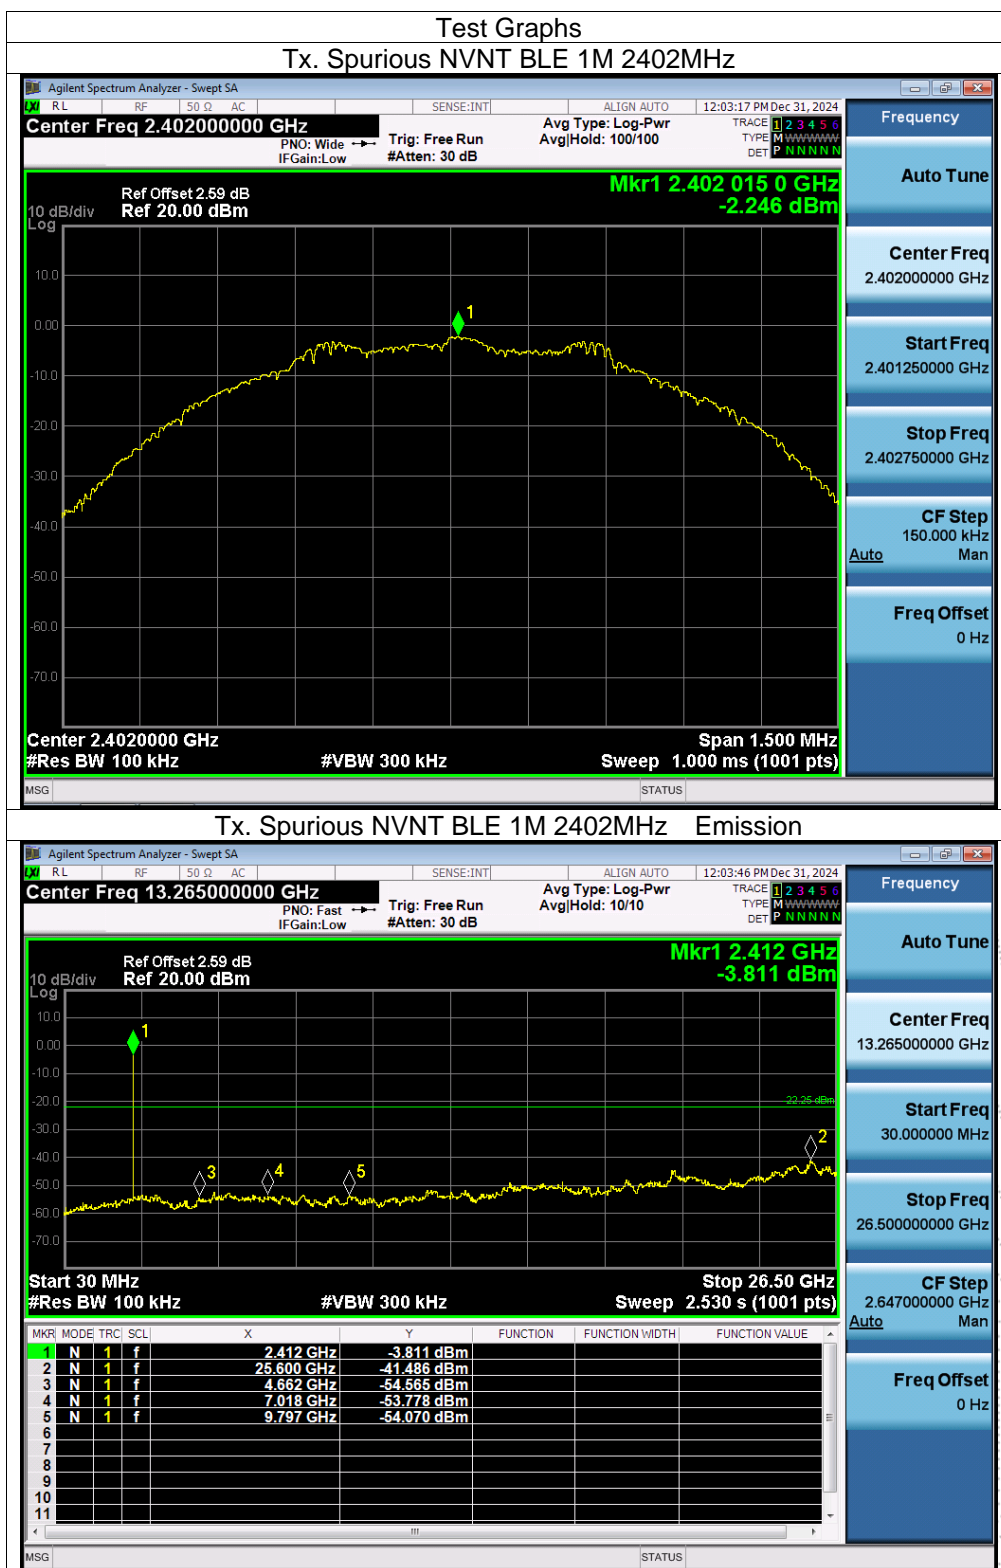 Test Graphs
Tx. Spurious NVNT BLE 1M 2402MHz
Agilent Spectrum Analyzer - Swept SA
LXI RL RF 50 Ω AC SENSE:INT ALIGN AUTO 12:03:17 PM Dec 31, 2024
Center Freq 2.402000000 GHz
PNO: Wide
IFGain:Low
Trig: Free Run
#Atten: 30 dB
Avg Type: Log-Pwr
Avg|Hold: 100/100
TRACE 1 2 3 4 5 6
TYPE M WWWWW
DET P N N N N N
Mkr1 2.402 015 0 GHz
-2.246 dBm
Ref Offset 2.59 dB
10 dB/div Ref 20.00 dBm
Log
10.0
0.00
-10.0
-20.0
-30.0
-40.0
-50.0
-60.0
-70.0
1
Center 2.4020000 GHz Span 1.500 MHz
#Res BW 100 kHz #VBW 300 kHz Sweep 1.000 ms (1001 pts)
MSG STATUS
Frequency
Auto Tune
Center Freq
2.402000000 GHz
Start Freq
2.401250000 GHz
Stop Freq
2.402750000 GHz
CF Step
150.000 kHz
Auto Man
Freq Offset
0 Hz
Tx. Spurious NVNT BLE 1M 2402MHz Emission
Agilent Spectrum Analyzer - Swept SA
LXI RL RF 50 Ω AC SENSE:INT ALIGN AUTO 12:03:46 PM Dec 31, 2024
Center Freq 13.265000000 GHz
PNO: Fast
IFGain:Low
Trig: Free Run
#Atten: 30 dB
Avg Type: Log-Pwr
Avg|Hold: 10/10
TRACE 1 2 3 4 5 6
TYPE M WWWWW
DET P N N N N N
Mkr1 2.412 GHz
-3.811 dBm
Ref Offset 2.59 dB
10 dB/div Ref 20.00 dBm
Log
10.0
0.00
-10.0
-20.0
-30.0
-40.0
-50.0
-60.0
-70.0
1
-22.25 dBm
2
3
4
5
Start 30 MHz Stop 26.50 GHz
#Res BW 100 kHz #VBW 300 kHz Sweep 2.530 s (1001 pts)
MKR MODE TRC SCL X Y FUNCTION FUNCTION WIDTH FUNCTION VALUE
1 N 1 f 2.412 GHz -3.811 dBm
2 N 1 f 25.600 GHz -41.486 dBm
3 N 1 f 4.662 GHz -54.565 dBm
4 N 1 f 7.018 GHz -53.778 dBm
5 N 1 f 9.797 GHz -54.070 dBm
6
7
8
9
10
11
MSG STATUS
Frequency
Auto Tune
Center Freq
13.265000000 GHz
Start Freq
30.000000 MHz
Stop Freq
26.500000000 GHz
CF Step
2.647000000 GHz
Auto Man
Freq Offset
0 Hz